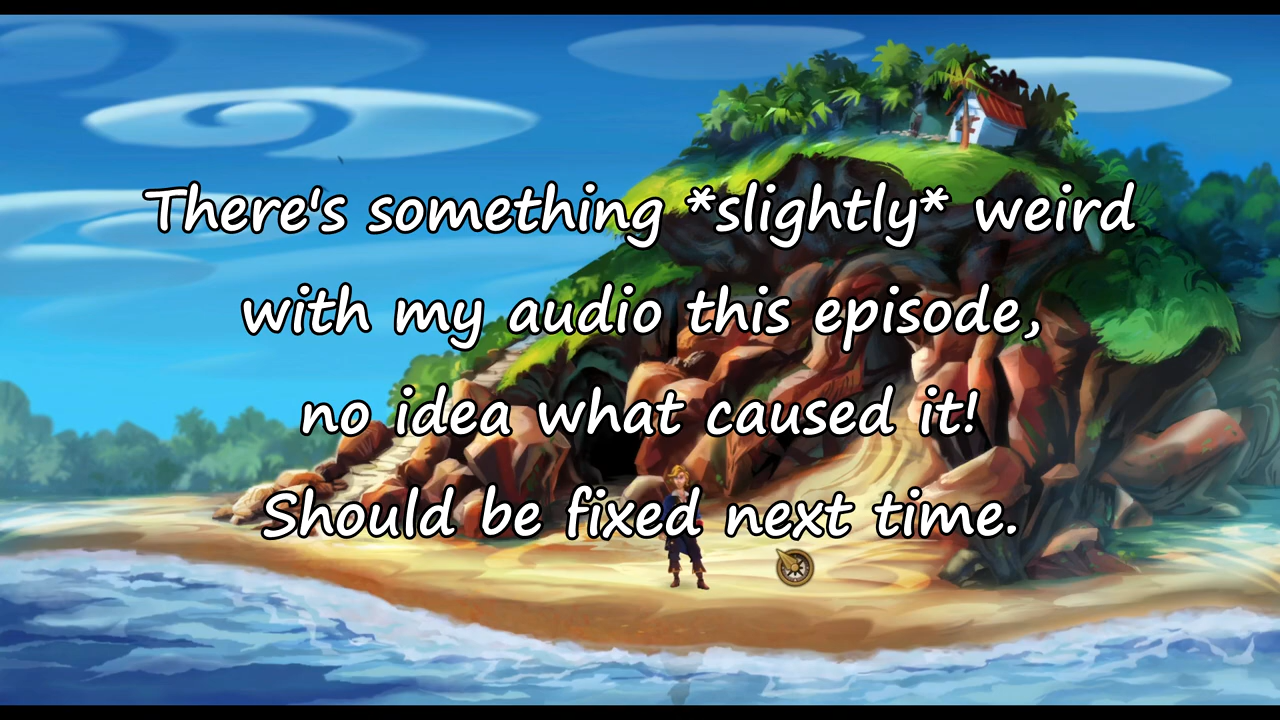 There's something *slightly* weird
with my audio this episode,
no idea what caused it!
Should be fixed next time.